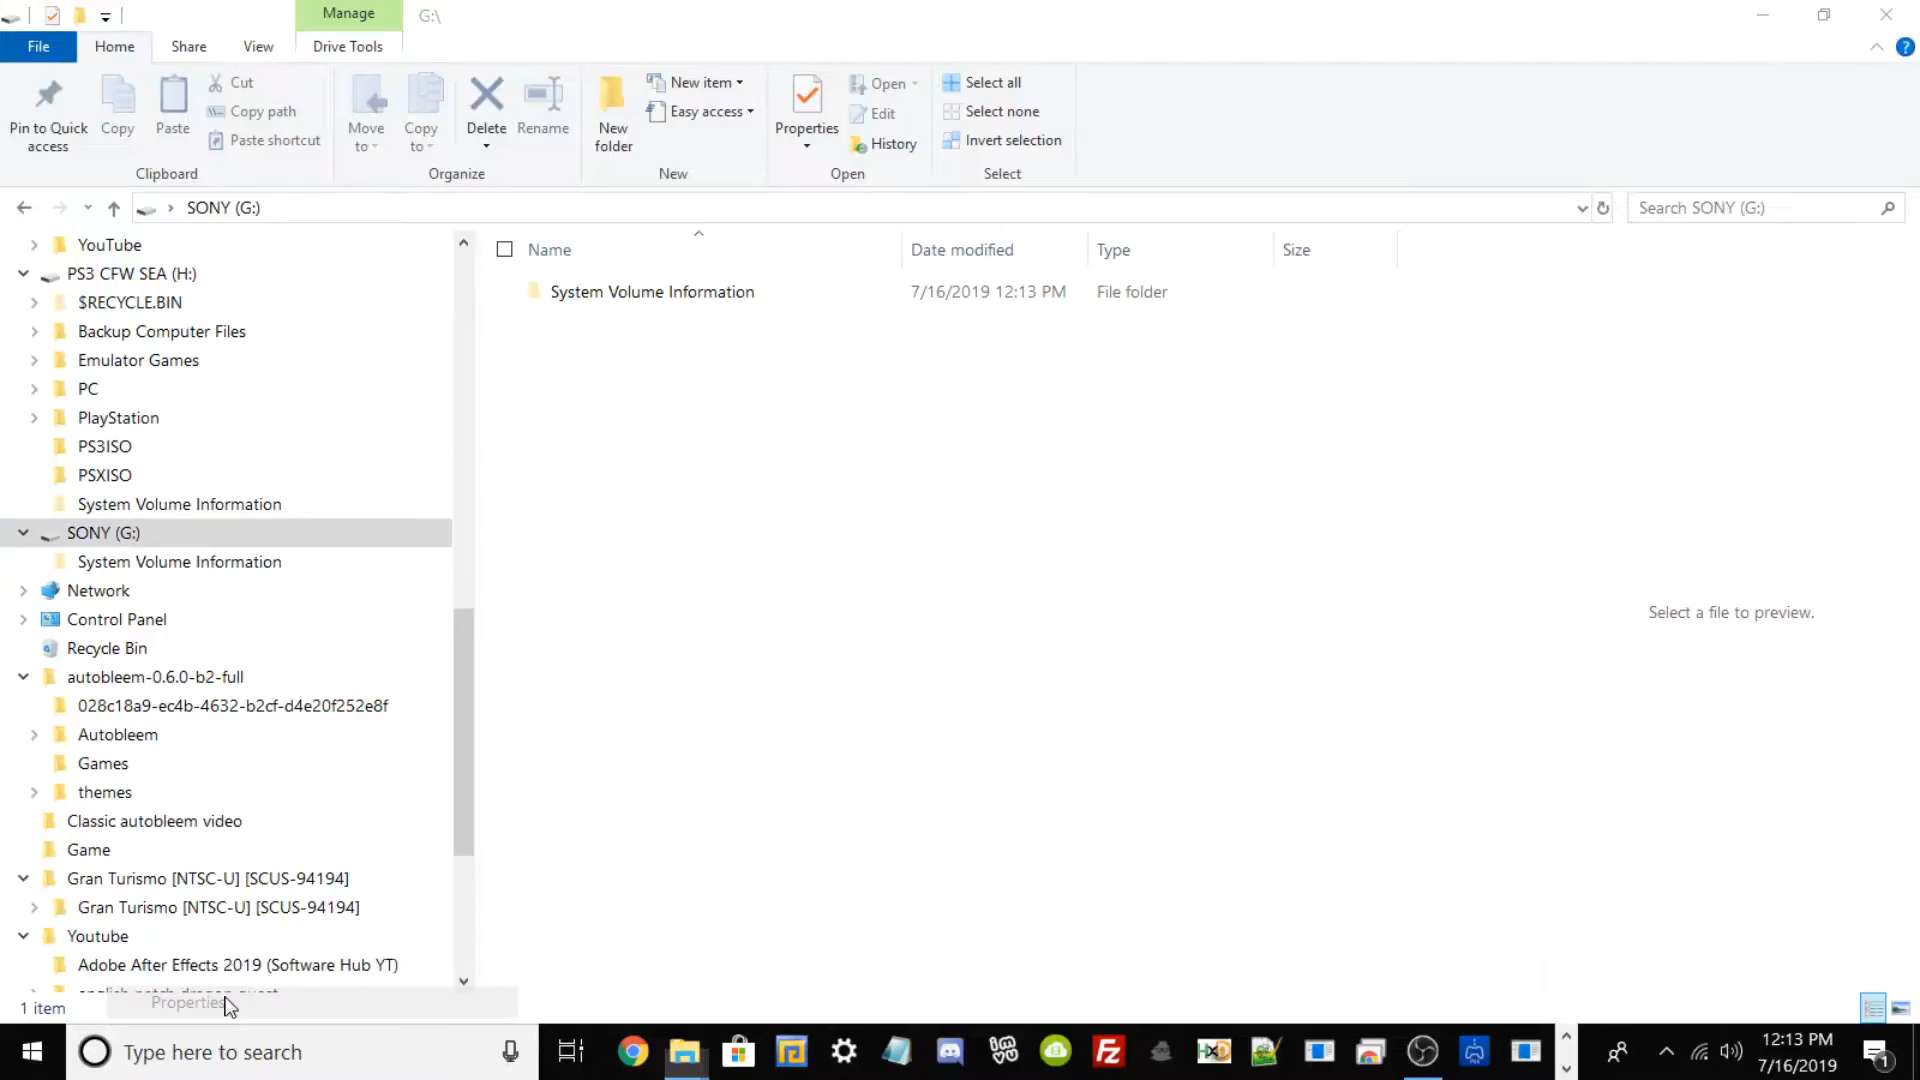 Manage
G:\
File
Home
Share
View
Drive Tools
Pin to Quick
access
Copy
Paste
Cut
Copy path
Paste shortcut
Move
to
Copy
to
Delete
Rename
New
folder
New item
Easy access
Properties
Open
Edit
History
Select all
Select none
Invert selection
Clipboard
Organize
New
Open
Select
SONY (G:)
Search SONY (G:)
Name
Date modified
Type
Size
System Volume Information
7/16/2019 12:13 PM
File folder
YouTube
PS3 CFW SEA (H:)
$RECYCLE.BIN
Backup Computer Files
Emulator Games
PC
PlayStation
PS3ISO
PSXISO
System Volume Information
SONY (G:)
System Volume Information
Network
Control Panel
Recycle Bin
autobleem-0.6.0-b2-full
028c18a9-ec4b-4632-b2cf-d4e20f252e8f
Autobleem
Games
themes
Classic autobleem video
Game
Gran Turismo [NTSC-U] [SCUS-94194]
Gran Turismo [NTSC-U] [SCUS-94194]
Youtube
Adobe After Effects 2019 (Software Hub YT)
Properties
Select a file to preview.
1 item
Type here to search
12:13 PM
7/16/2019
1